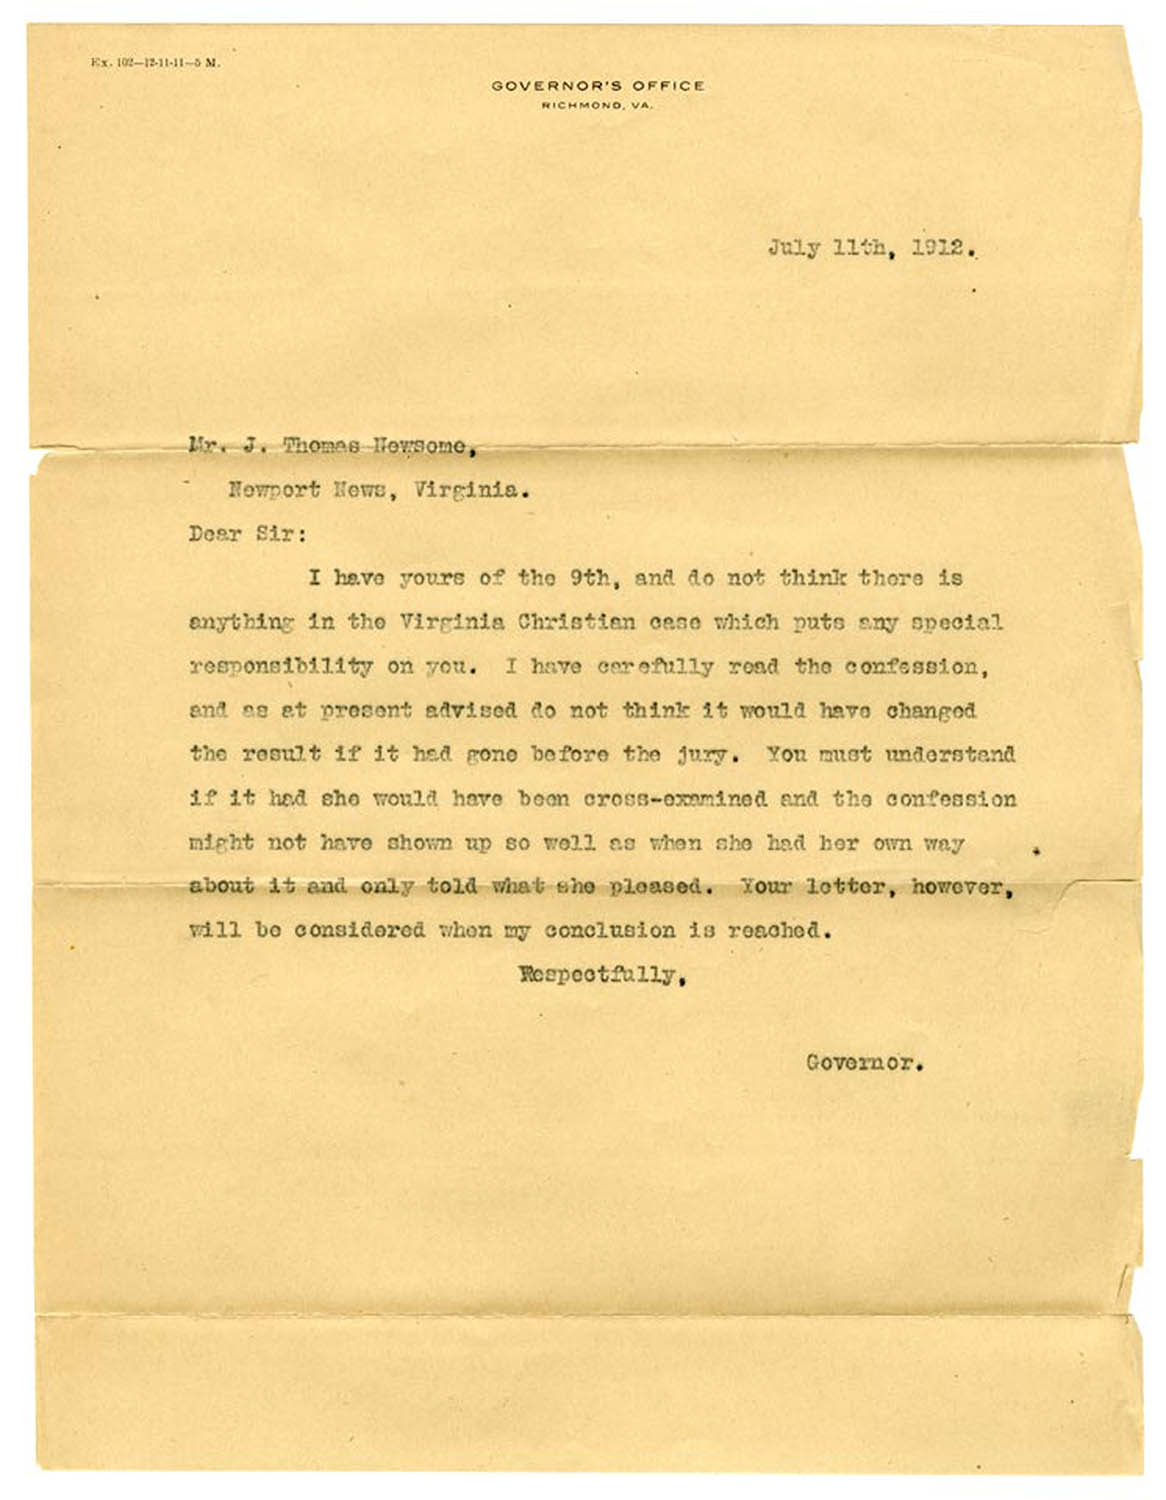 Ex. 102—12-11-11—5 M.
GOVERNOR'S OFFICE
RICHMOND, VA.
July 11th, 1912.
Mr. J. Thomas Newsome,
Newport News, Virginia.
Dear Sir:
I have yours of the 9th, and do not think there is
anything in the Virginia Christian case which puts any special
responsibility on you. I have carefully read the confession,
and as at present advised do not think it would have changed
the result if it had gone before the jury. You must understand
if it had she would have been cross-examined and the confession
might not have shown up so well as when she had her own way
about it and only told what she pleased. Your letter, however,
will be considered when my conclusion is reached.
Respectfully,
Governor.